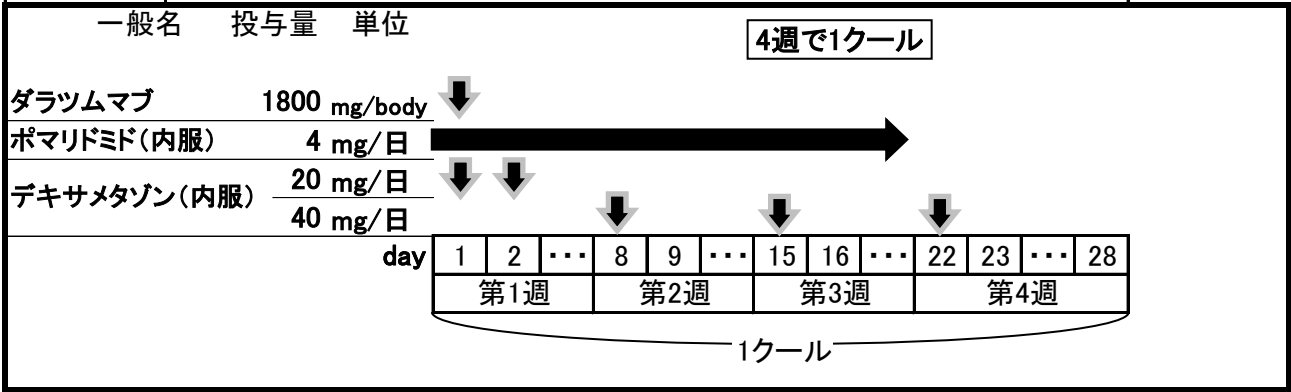 一般名 投与量 単位
4週で1クール
ダラツムマブ 1800 mg/body
ポマリドミド(内服) 4 mg/日
デキサメタゾン(内服) 20 mg/日
40 mg/日
day 1 2 ・・・ 8 9 ・・・ 15 16 ・・・ 22 23 ・・・ 28
第1週 第2週 第3週 第4週
1クール